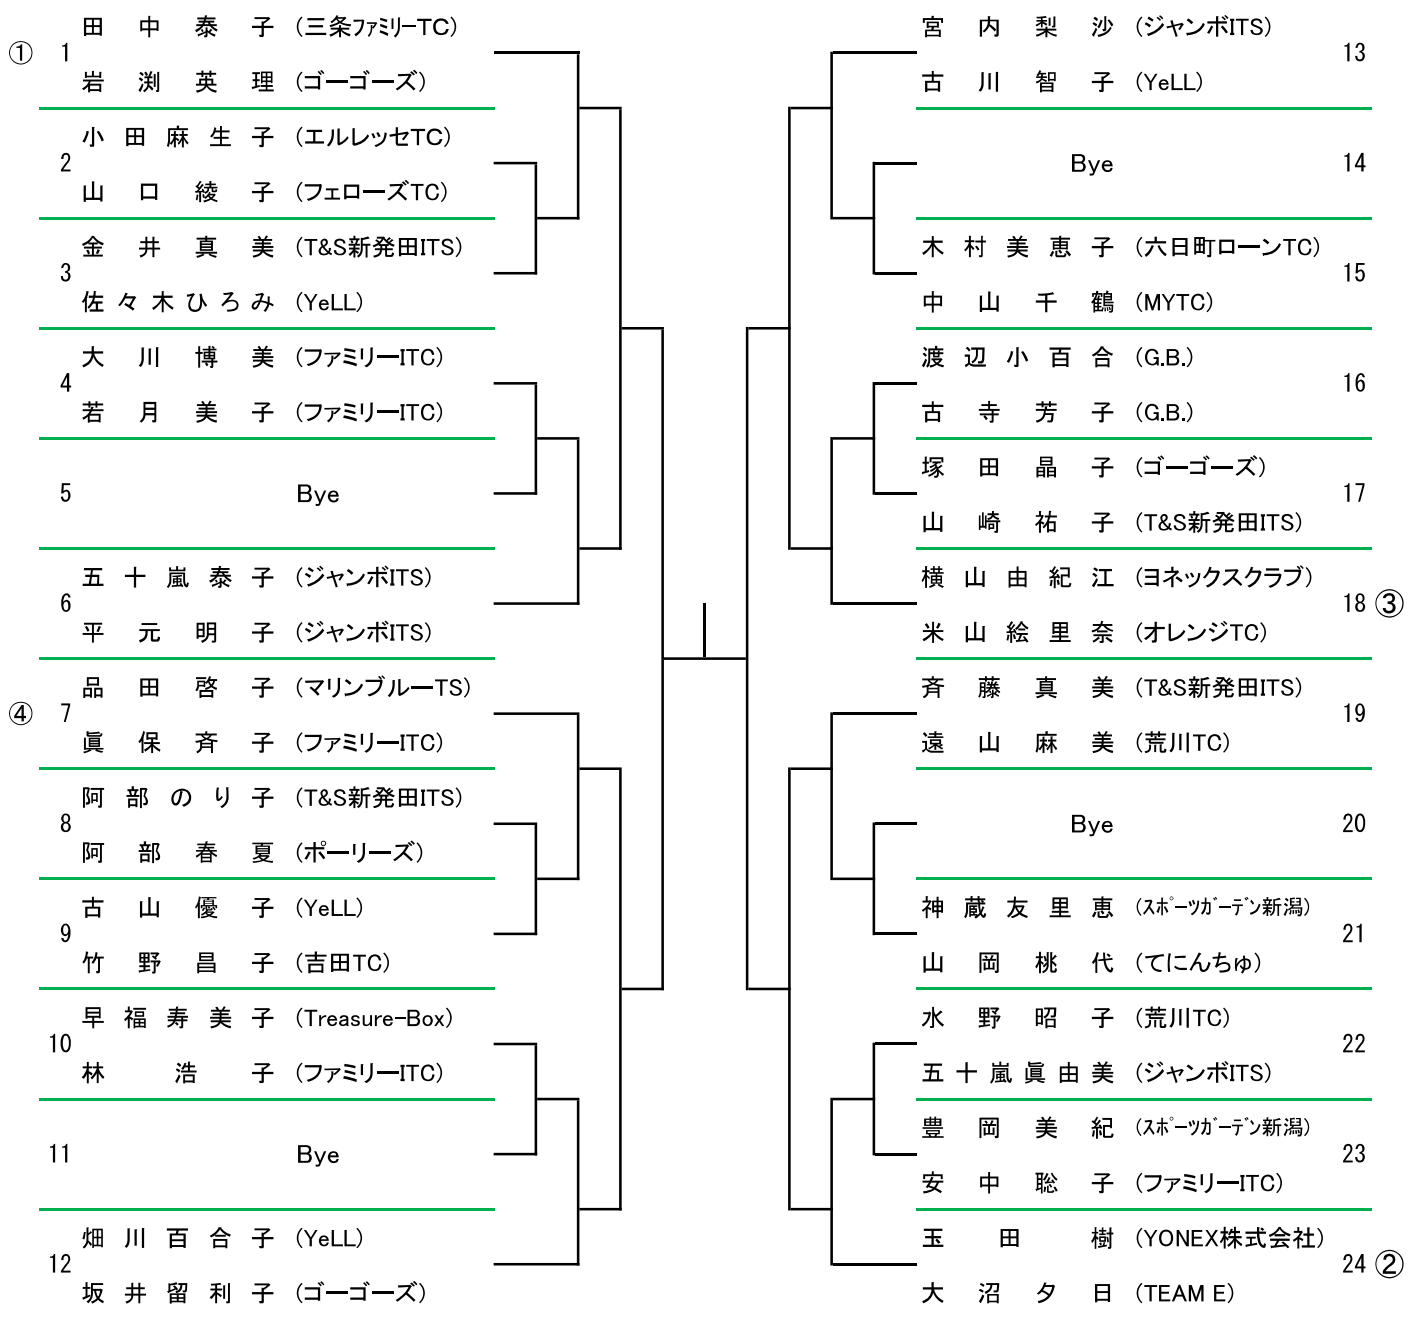 田中泰子 (三条ファミリーTC)
① 1
岩渕英理 (ゴーゴーズ)
小田麻生子 (エルレッセTC)
2
山口綾子 (フェローズTC)
金井真美 (T&S新発田ITS)
3
佐々木ひろみ (YeLL)
大川博美 (ファミリーITC)
4
若月美子 (ファミリーITC)
5 Bye
五十嵐泰子 (ジャンボITS)
6
平元明子 (ジャンボITS)
品田啓子 (マリンブルーTS)
④ 7
眞保斉子 (ファミリーITC)
阿部のり子 (T&S新発田ITS)
8
阿部春夏 (ポーリーズ)
古山優子 (YeLL)
9
竹野昌子 (吉田TC)
早福寿美子 (Treasure-Box)
10
林浩子 (ファミリーITC)
11 Bye
畑川百合子 (YeLL)
12
坂井留利子 (ゴーゴーズ)
宮内梨沙 (ジャンボITS)
13
古川智子 (YeLL)
Bye 14
木村美恵子 (六日町ローンTC)
15
中山千鶴 (MYTC)
渡辺小百合 (G.B.)
16
古寺芳子 (G.B.)
塚田晶子 (ゴーゴーズ)
17
山崎祐子 (T&S新発田ITS)
横山由紀江 (ヨネックスクラブ)
18 ③
米山絵里奈 (オレンジTC)
斉藤真美 (T&S新発田ITS)
19
遠山麻美 (荒川TC)
Bye 20
神蔵友里恵 (スポーツガーデン新潟)
21
山岡桃代 (てにんちゅ)
水野昭子 (荒川TC)
22
五十嵐眞由美 (ジャンボITS)
豊岡美紀 (スポーツガーデン新潟)
23
安中聡子 (ファミリーITC)
玉田樹 (YONEX株式会社)
24 ②
大沼夕日 (TEAM E)